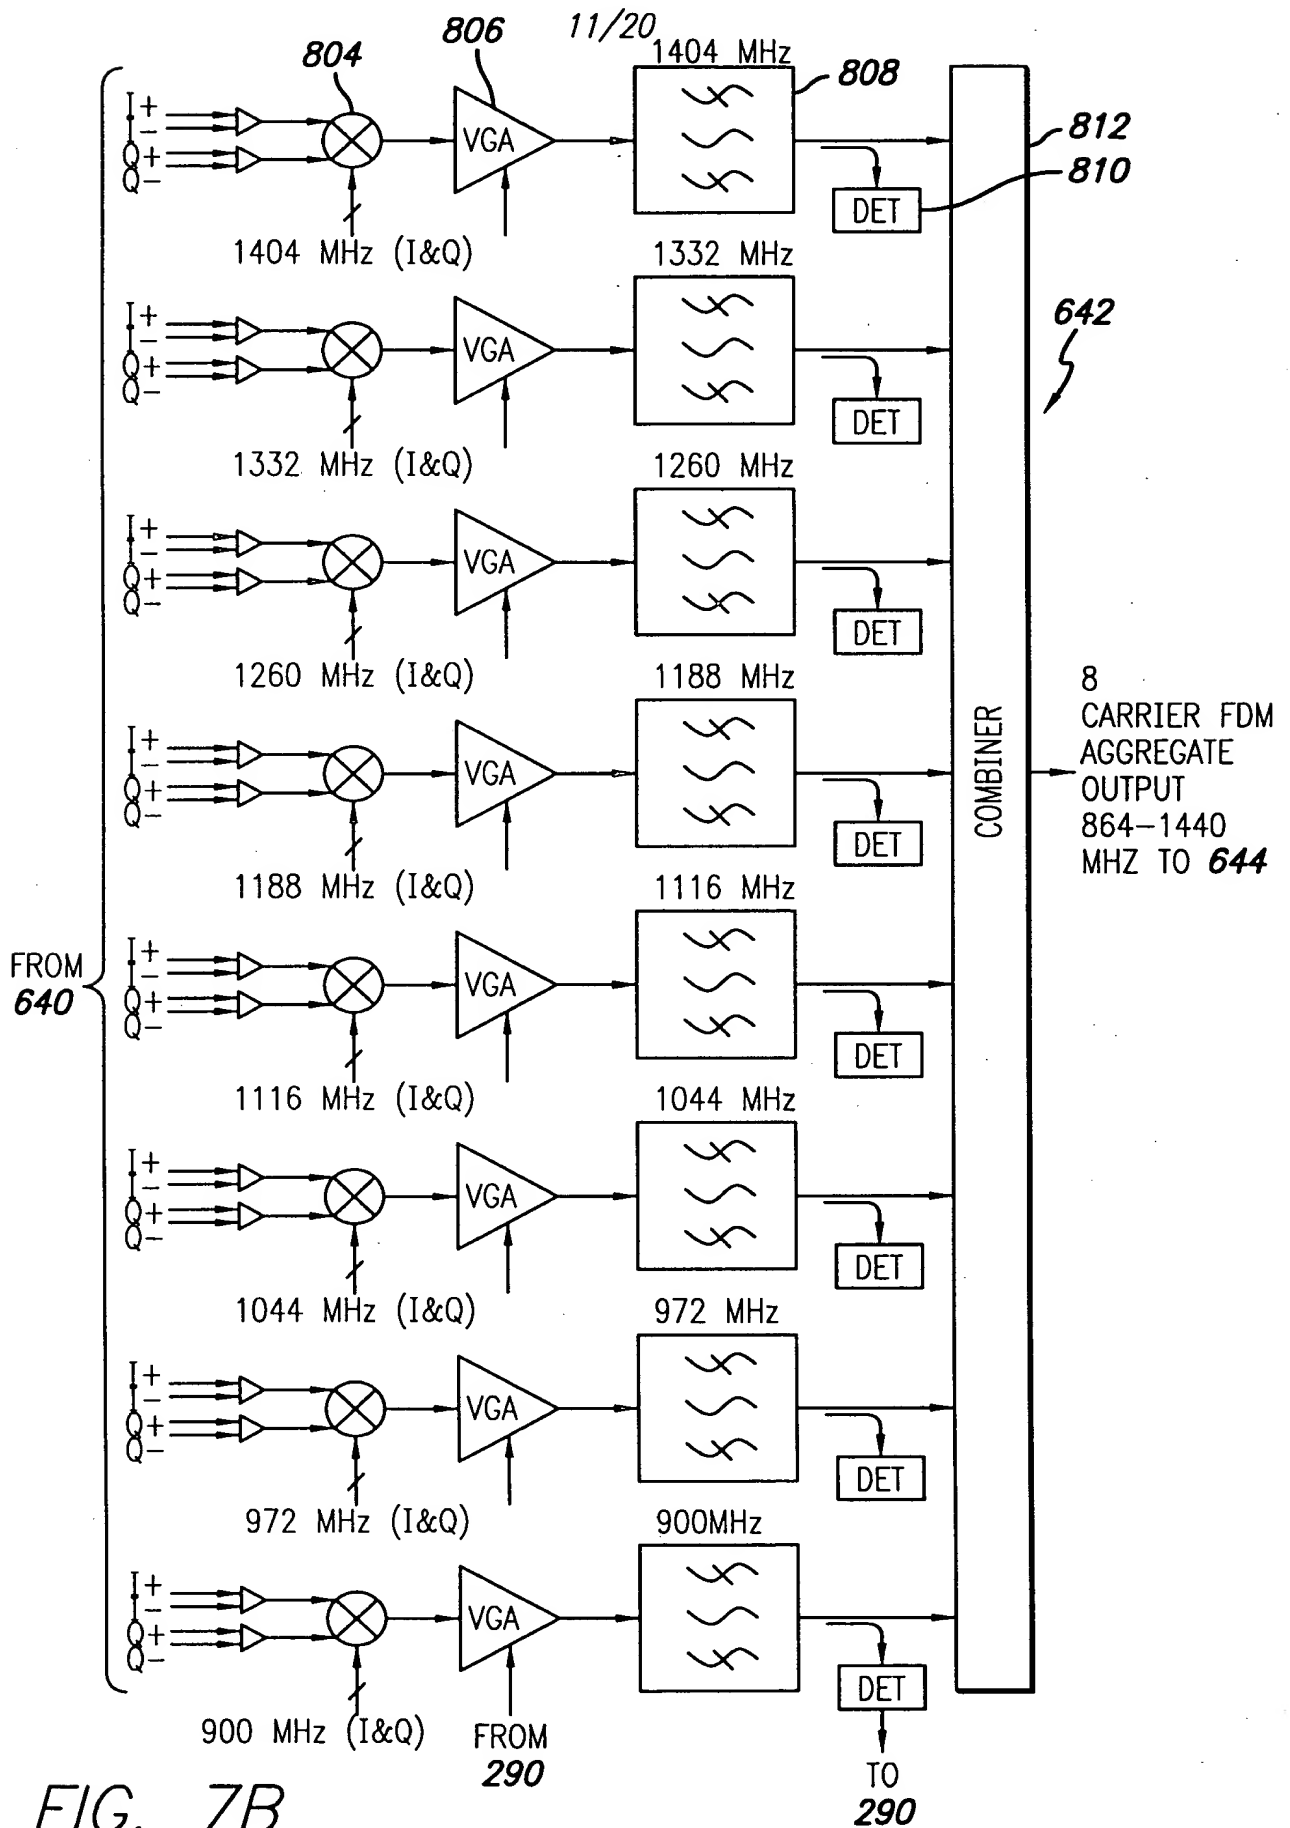 11/20
804
806
1404 MHz
808
I+
-
Q+
Q-
VGA
812
810
DET
1404 MHz (I&Q)
1332 MHz
I+
-
Q+
Q-
VGA
642
DET
1332 MHz (I&Q)
1260 MHz
I+
-
Q+
Q-
VGA
DET
1260 MHz (I&Q)
1188 MHz
I+
-
Q+
Q-
VGA
DET
1188 MHz (I&Q)
COMBINER
8
CARRIER FDM
AGGREGATE
OUTPUT
864-1440
MHZ TO 644
1116 MHz
FROM
640
I+
-
Q+
Q-
VGA
DET
1116 MHz (I&Q)
1044 MHz
I+
-
Q+
Q-
VGA
DET
1044 MHz (I&Q)
972 MHz
I+
-
Q+
Q-
VGA
DET
972 MHz (I&Q)
900MHz
I+
-
Q+
Q-
VGA
DET
900 MHz (I&Q)
FROM
290
TO
290
FIG. 7B